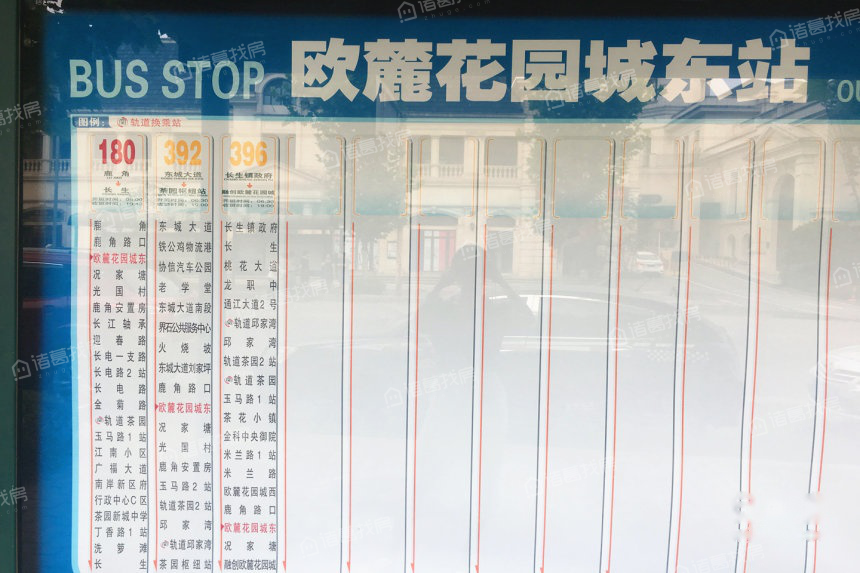 BUS STOP 欧麓花园城东站 OU
图例: 轨道换乘站
180
鹿角
长生
鹿角
鹿角路口
欧麓花园城东
况家塘
光国村
鹿角安置房
长江轴承
迎春路
长电一支路
长电路2站
长电路
金菊路
轨道茶园
玉马路1站
江南小区
广福大道
南岸新区府
行政中心C区
茶园新城中学
丁香路1站
洗箩滩
长生
392
东城大道
茶园枢纽站
东城大道
铁公鸡物流港
协信汽车公园
老学堂
东城大道南段
界石公共服务中心
火烧坡
东城大道刘家坪
鹿角路口
欧麓花园城东
况家塘
光国村
鹿角安置房
玉马路2站
轨道茶园2站
邱家湾
轨道邱家湾
茶园枢纽站
396
长生镇政府
融创欧麓花园城
长生镇政府
长生
桃花大道
龙职中
通江大道2号
轨道邱家湾
邱家湾
轨道茶园2站
轨道茶园
玉马路1站
茶花小镇
金科中央御院
米兰路1站
米兰路
欧麓花园城西
鹿角路口
欧麓花园城东
况家塘
融创欧麓花园城
诸葛找房